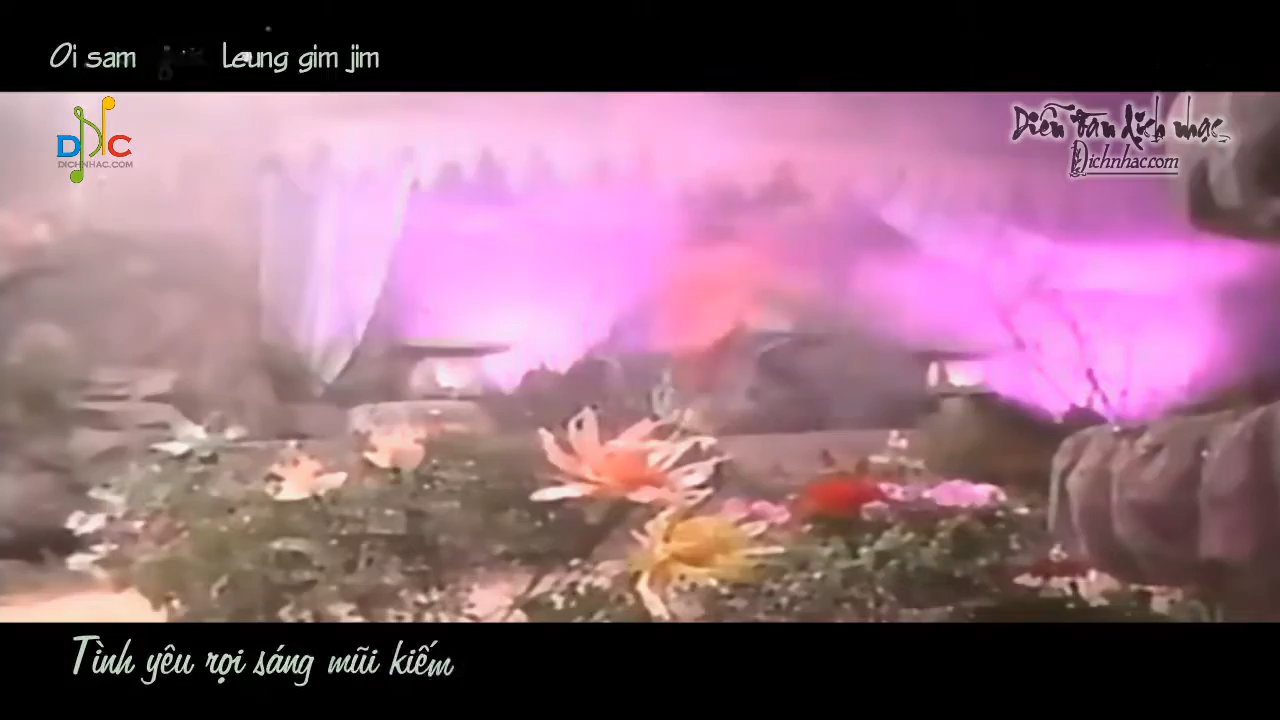 Oi sam Leung gim jim
DNC
DICHNHAC.COM
Diễn đàn dịch nhạc
Dichnhac.com
Tình yêu rọi sáng mũi kiếm